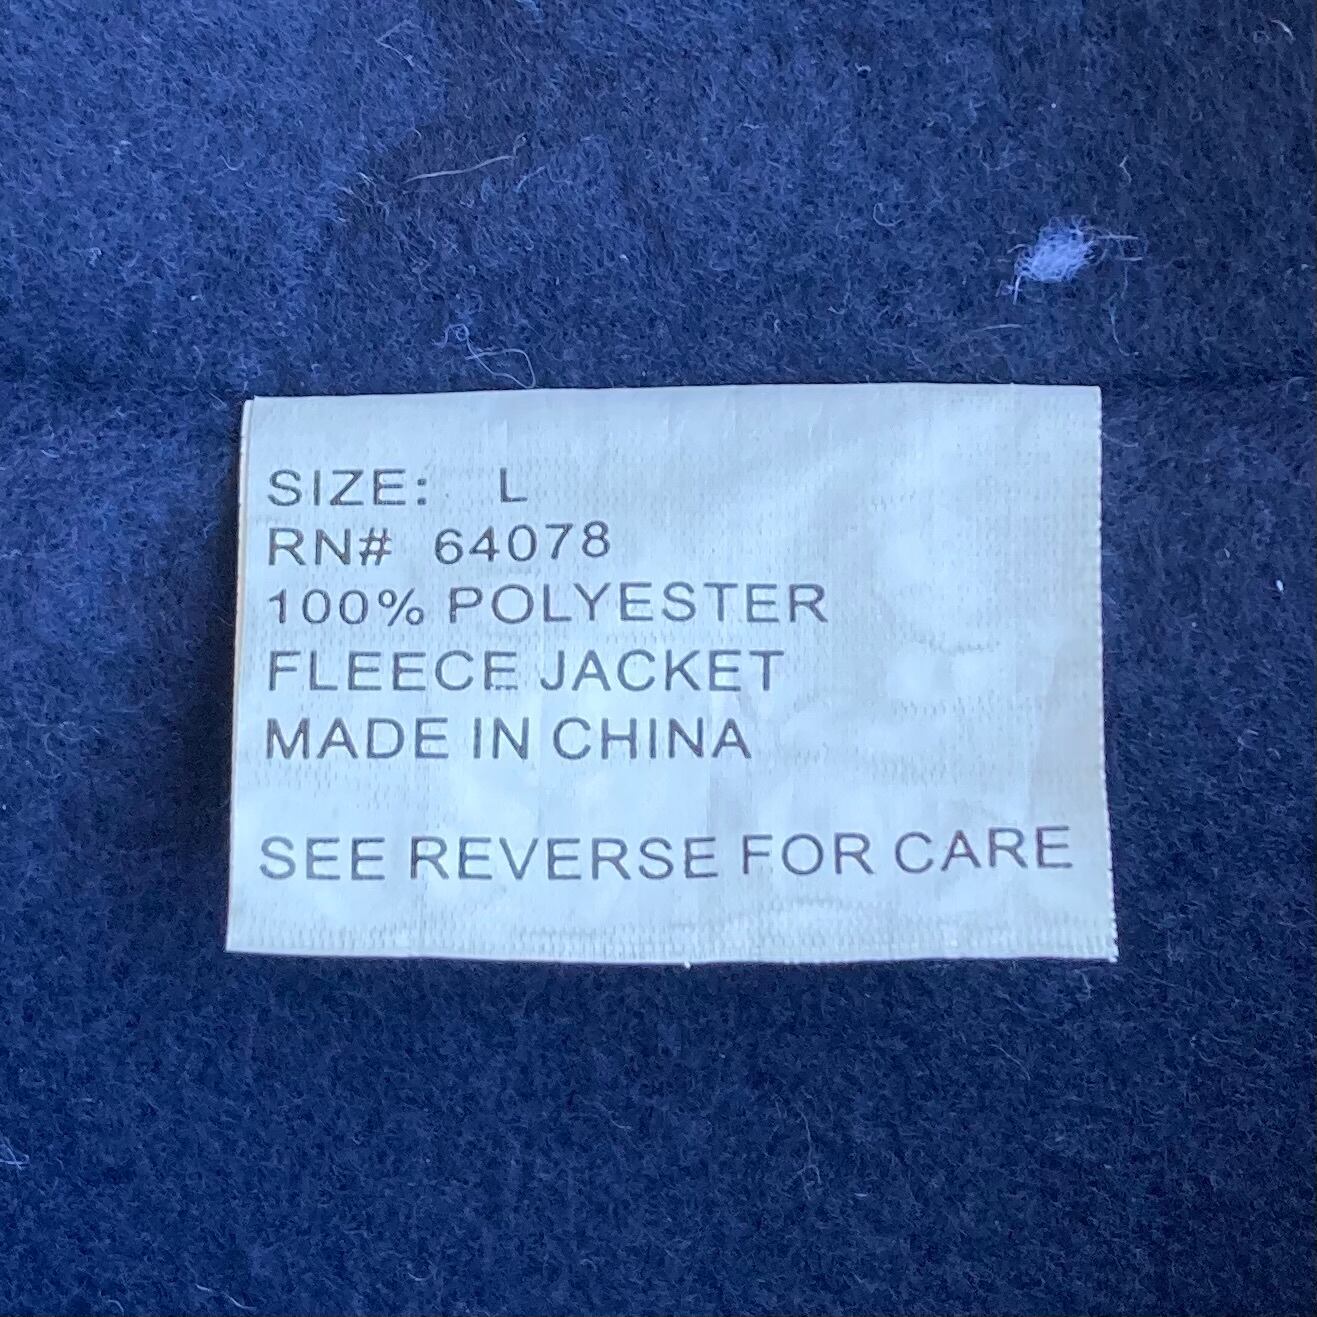 SIZE: L
RN# 64078
100% POLYESTER
FLEECE JACKET
MADE IN CHINA
SEE REVERSE FOR CARE